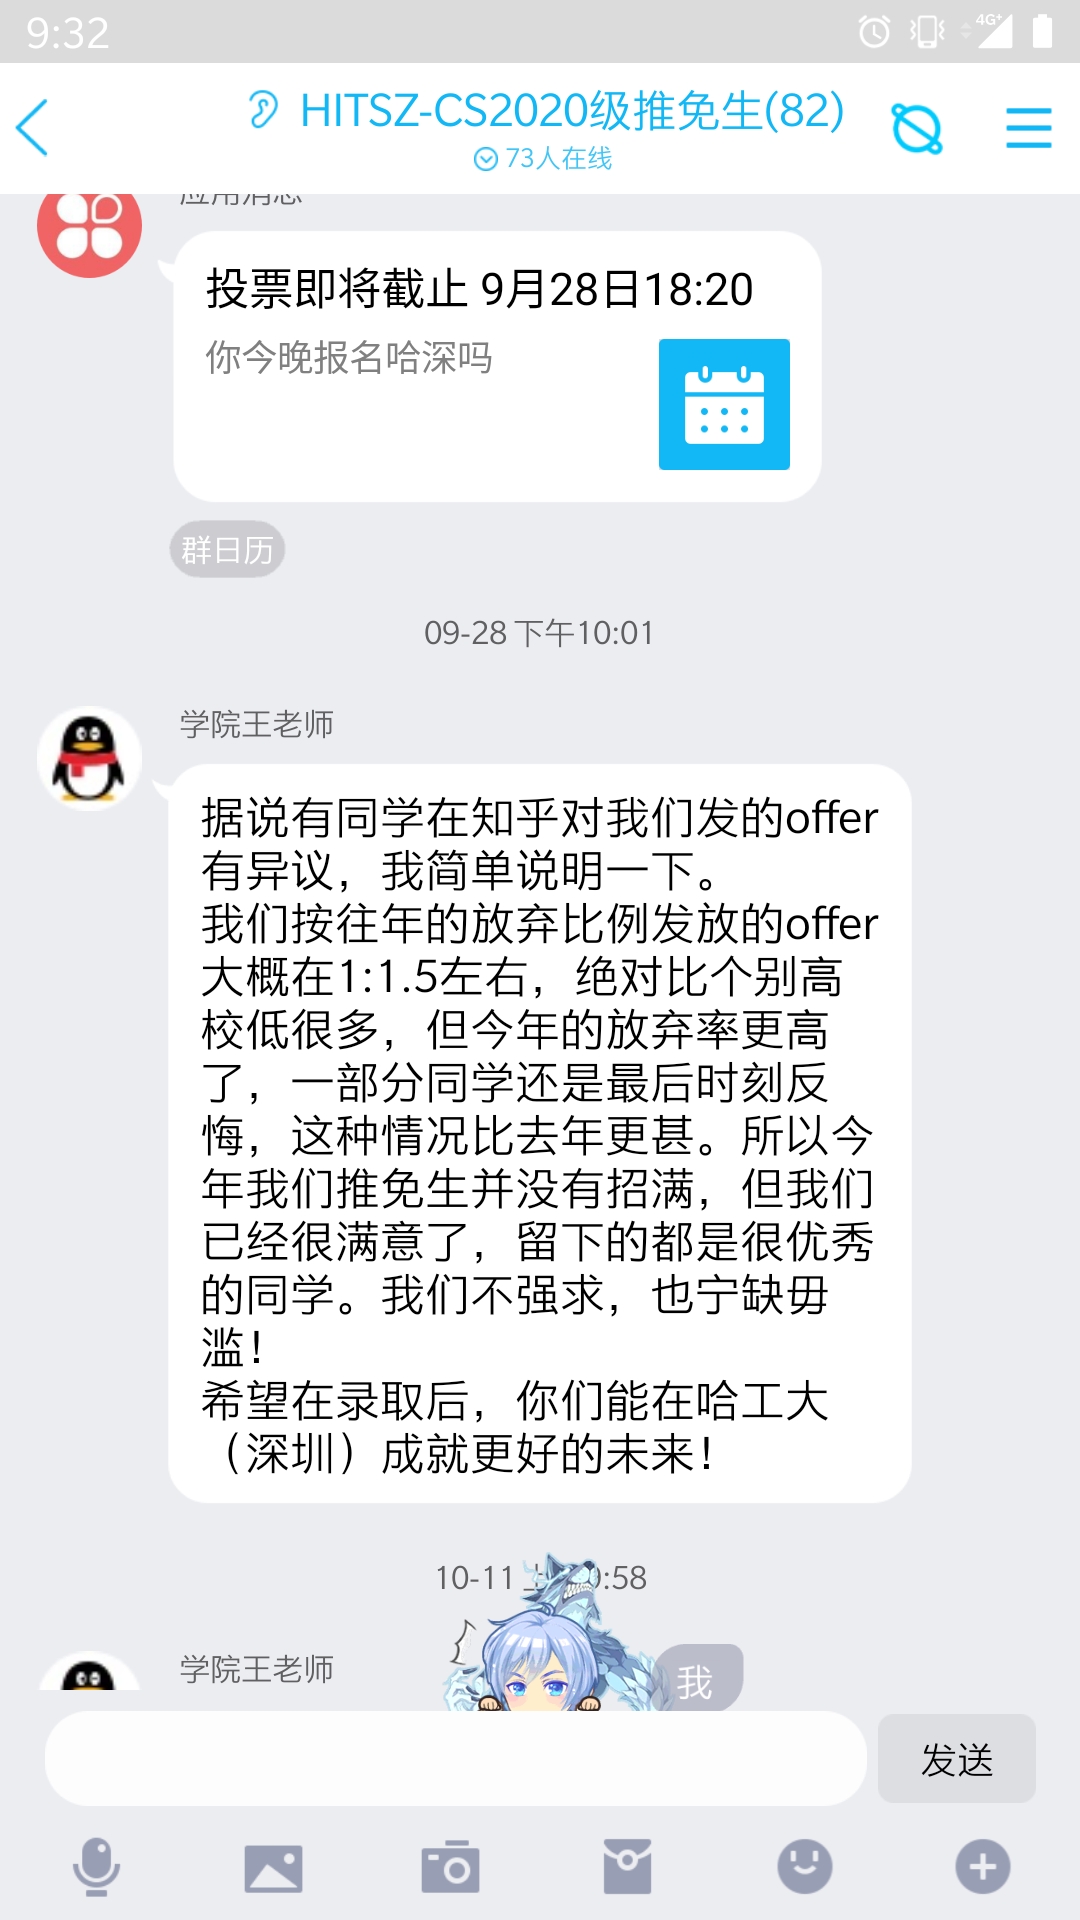 9:32
4G+
HITSZ-CS2020级推免生(82)
73人在线
应用消息
投票即将截止 9月28日18:20
你今晚报名哈深吗
群日历
09-28 下午10:01
学院王老师
据说有同学在知乎对我们发的offer
有异议，我简单说明一下。
我们按往年的放弃比例发放的offer
大概在1:1.5左右，绝对比个别高
校低很多，但今年的放弃率更高
了，一部分同学还是最后时刻反
悔，这种情况比去年更甚。所以今
年我们推免生并没有招满，但我们
已经很满意了，留下的都是很优秀
的同学。我们不强求，也宁缺毋
滥！
希望在录取后，你们能在哈工大
（深圳）成就更好的未来！
10-11 上 :58
学院王老师
我
发送